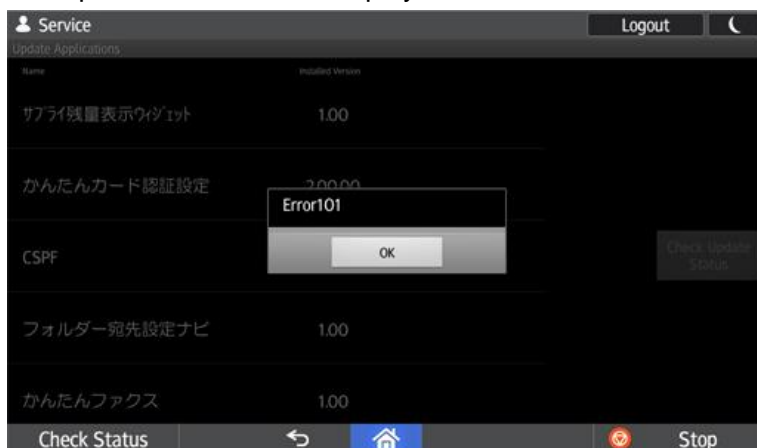 Service
Logout
Update Applications
Name
Installed Version
サプライ残量表示ウィジェット
1.00
かんたんカード認証設定
2.00.00
Error101
OK
CSPF
Check Update
Status
フォルダー宛先設定ナビ
1.00
かんたんファクス
1.00
Check Status
Stop